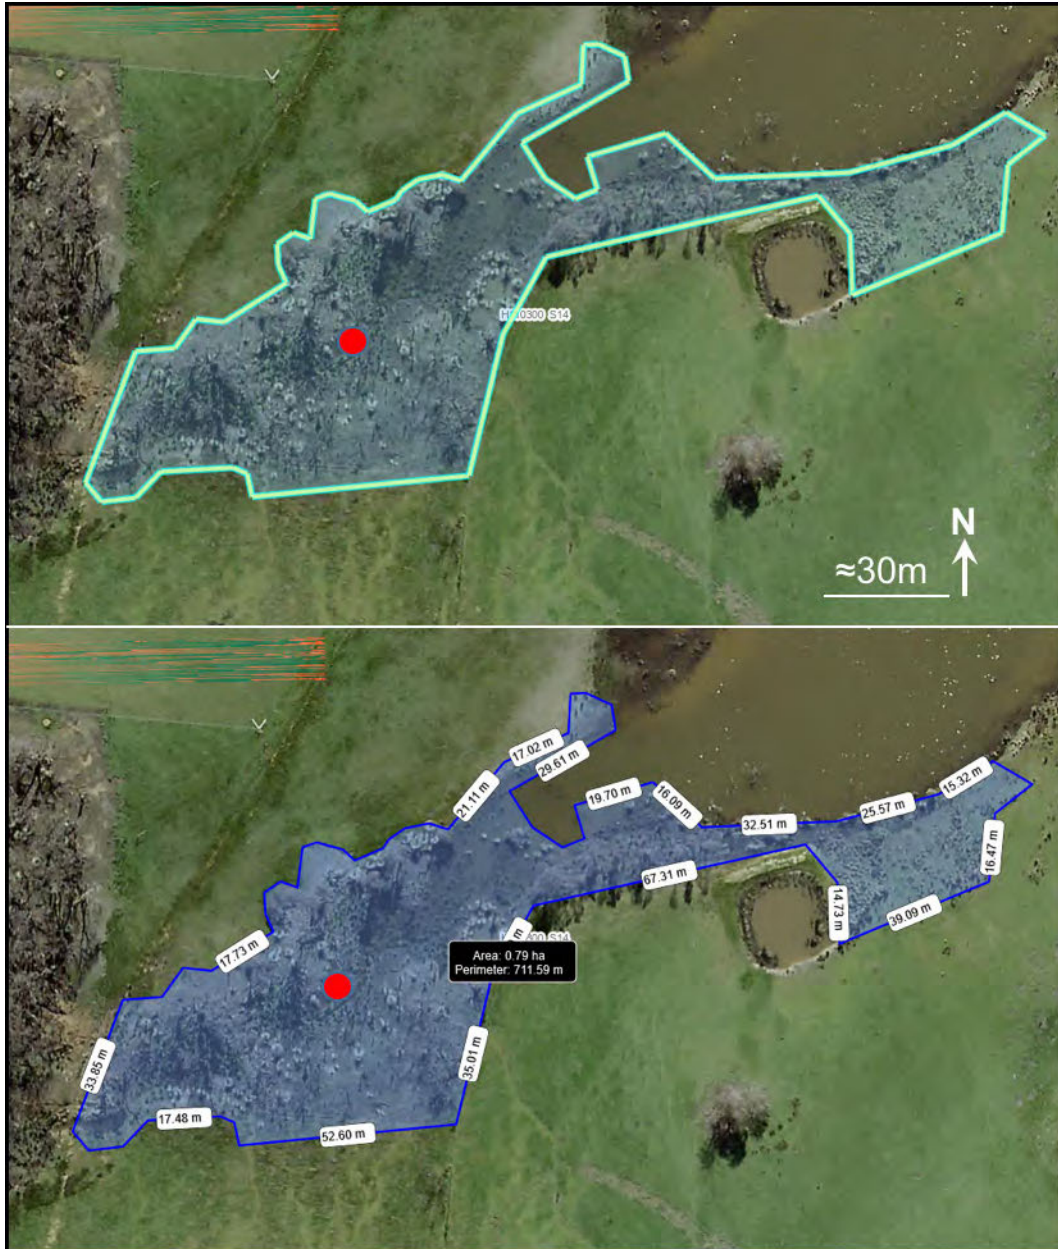 S14
N
≈30m
17.02 m
29.61 m
21.11 m
19.70 m
16.09 m
15.32 m
25.57 m
32.51 m
16.47 m
67.31 m
14.73 m
39.09 m
17.73 m
m
S14
Area: 0.79 ha
Perimeter: 711.59 m
33.85 m
35.01 m
17.48 m
52.60 m